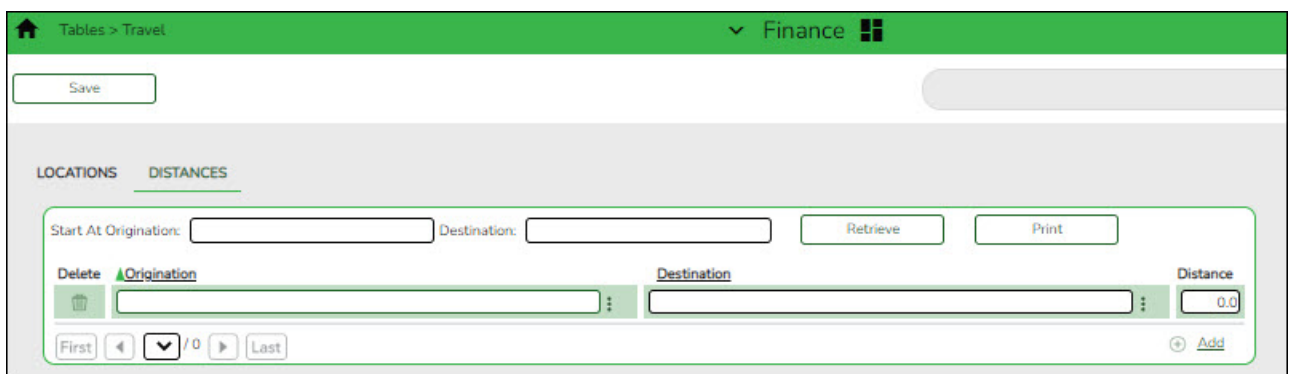 Tables > Travel Finance
Save
LOCATIONS DISTANCES
Start At Origination: Destination: Retrieve Print
Delete Origination Destination Distance
0.0
First / 0 Last Add